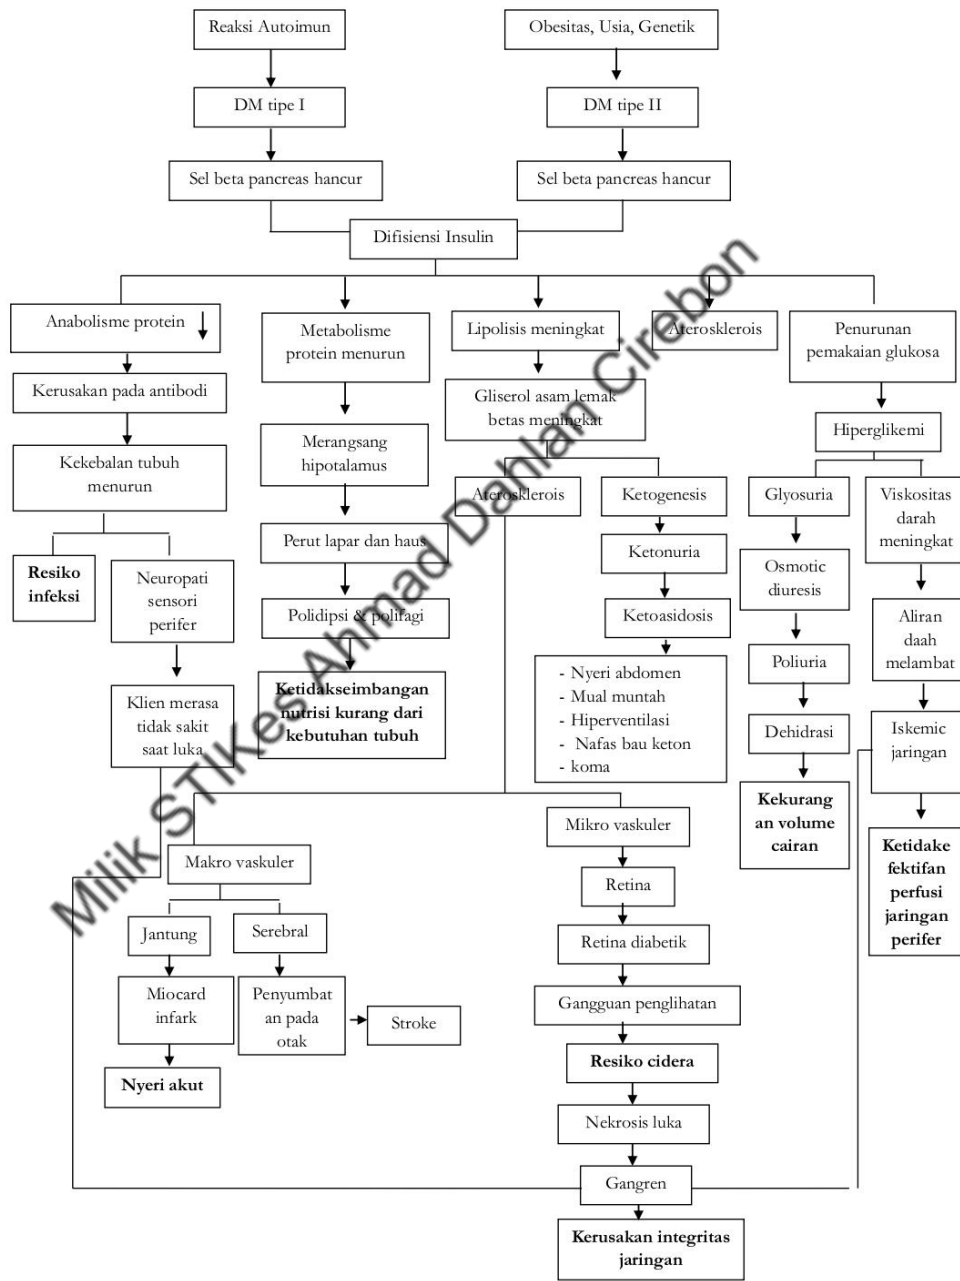 Reaksi Autoimun
Obesitas, Usia, Genetik
DM tipe I
DM tipe II
Sel beta pancreas hancur
Sel beta pancreas hancur
Difisiensi Insulin
Anabolisme protein
Metabolisme
protein menurun
Lipolisis meningkat
Aterosklerois
Penurunan
pemakaian glukosa
Kerusakan pada antibodi
Gliserol asam lemak
betas meningkat
Merangsang
hipotalamus
Hiperglikemi
Kekebalan tubuh
menurun
Aterosklerois
Ketogenesis
Glyosuria
Viskositas
darah
meningkat
Perut lapar dan haus
Ketonuria
Resiko
infeksi
Neuropati
sensori
perifer
Osmotic
diuresis
Polidipsi & polifagi
Ketoasidosis
Aliran
daah
melambat
Poliuria
Klien merasa
tidak sakit
saat luka
Ketidakseimbangan
nutrisi kurang dari
kebutuhan tubuh
- Nyeri abdomen
- Mual muntah
- Hiperventilasi
- Nafas bau keton
- koma
Dehidrasi
Iskemic
jaringan
Kekurang
an volume
cairan
Mikro vaskuler
Ketidake
fektifan
perfusi
jaringan
perifer
Makro vaskuler
Retina
Jantung
Serebral
Retina diabetik
Miocard
infark
Penyumbat
an pada
otak
Stroke
Gangguan penglihatan
Nyeri akut
Resiko cidera
Nekrosis luka
Gangren
Kerusakan integritas
jaringan
Milik STIKes Ahmad Dahlan Cirebon